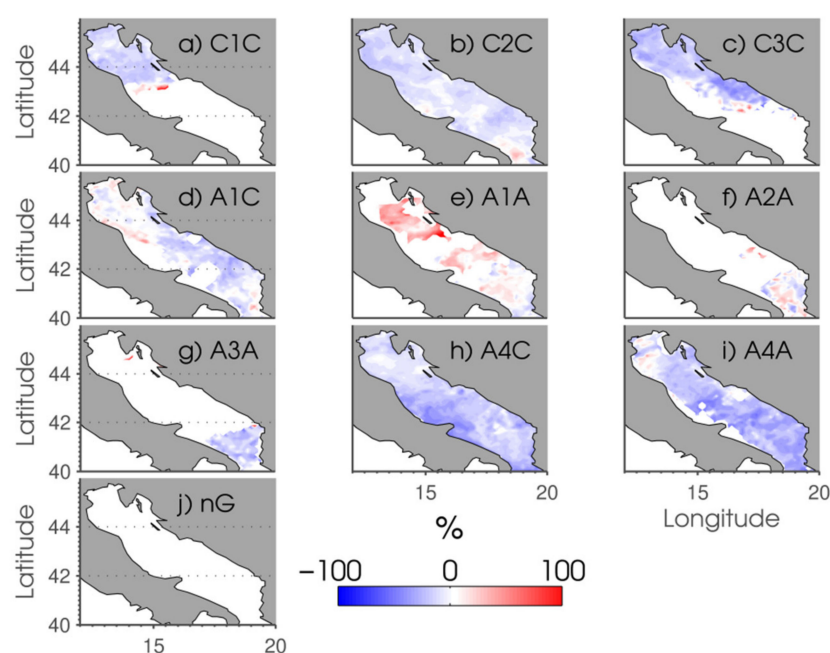 a) C1C
b) C2C
c) C3C
Latitude
44
42
40
d) A1C
e) A1A
f) A2A
Latitude
44
42
40
g) A3A
h) A4C
i) A4A
Latitude
44
42
40
15
20
15
20
Longitude
j) nG
Latitude
44
42
40
15
20
%
−100
0
100